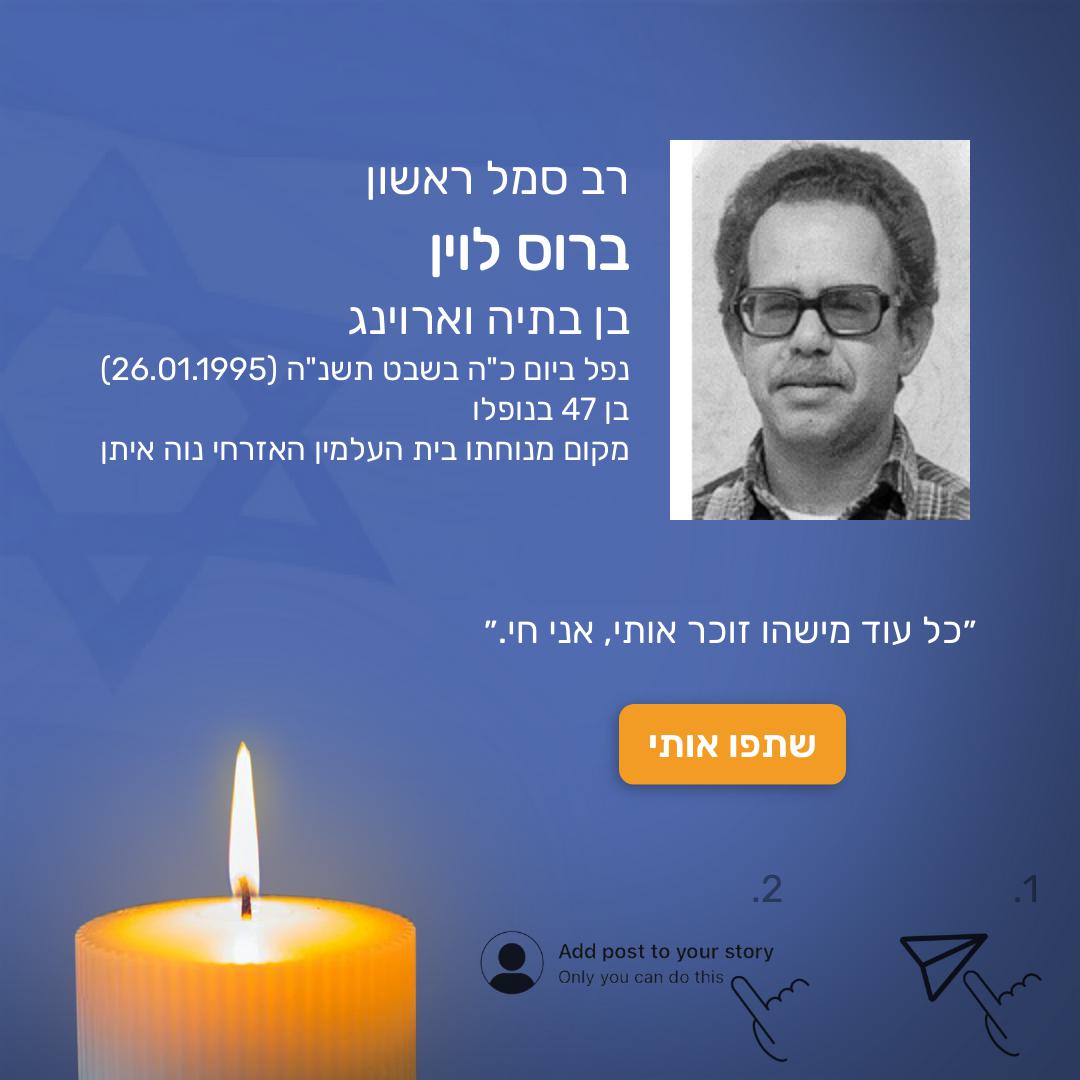 רב סמל ראשון
ברוס לוין
בן בתיה וארוינג
נפל ביום כ"ה בשבט תשנ"ה (26.01.1995)
בן 47 בנופלו
מקום מנוחתו בית העלמין האזרחי נוה איתן
״כל עוד מישהו זוכר אותי, אני חי.״
שתפו אותי
1.
2.
Add post to your story
Only you can do this